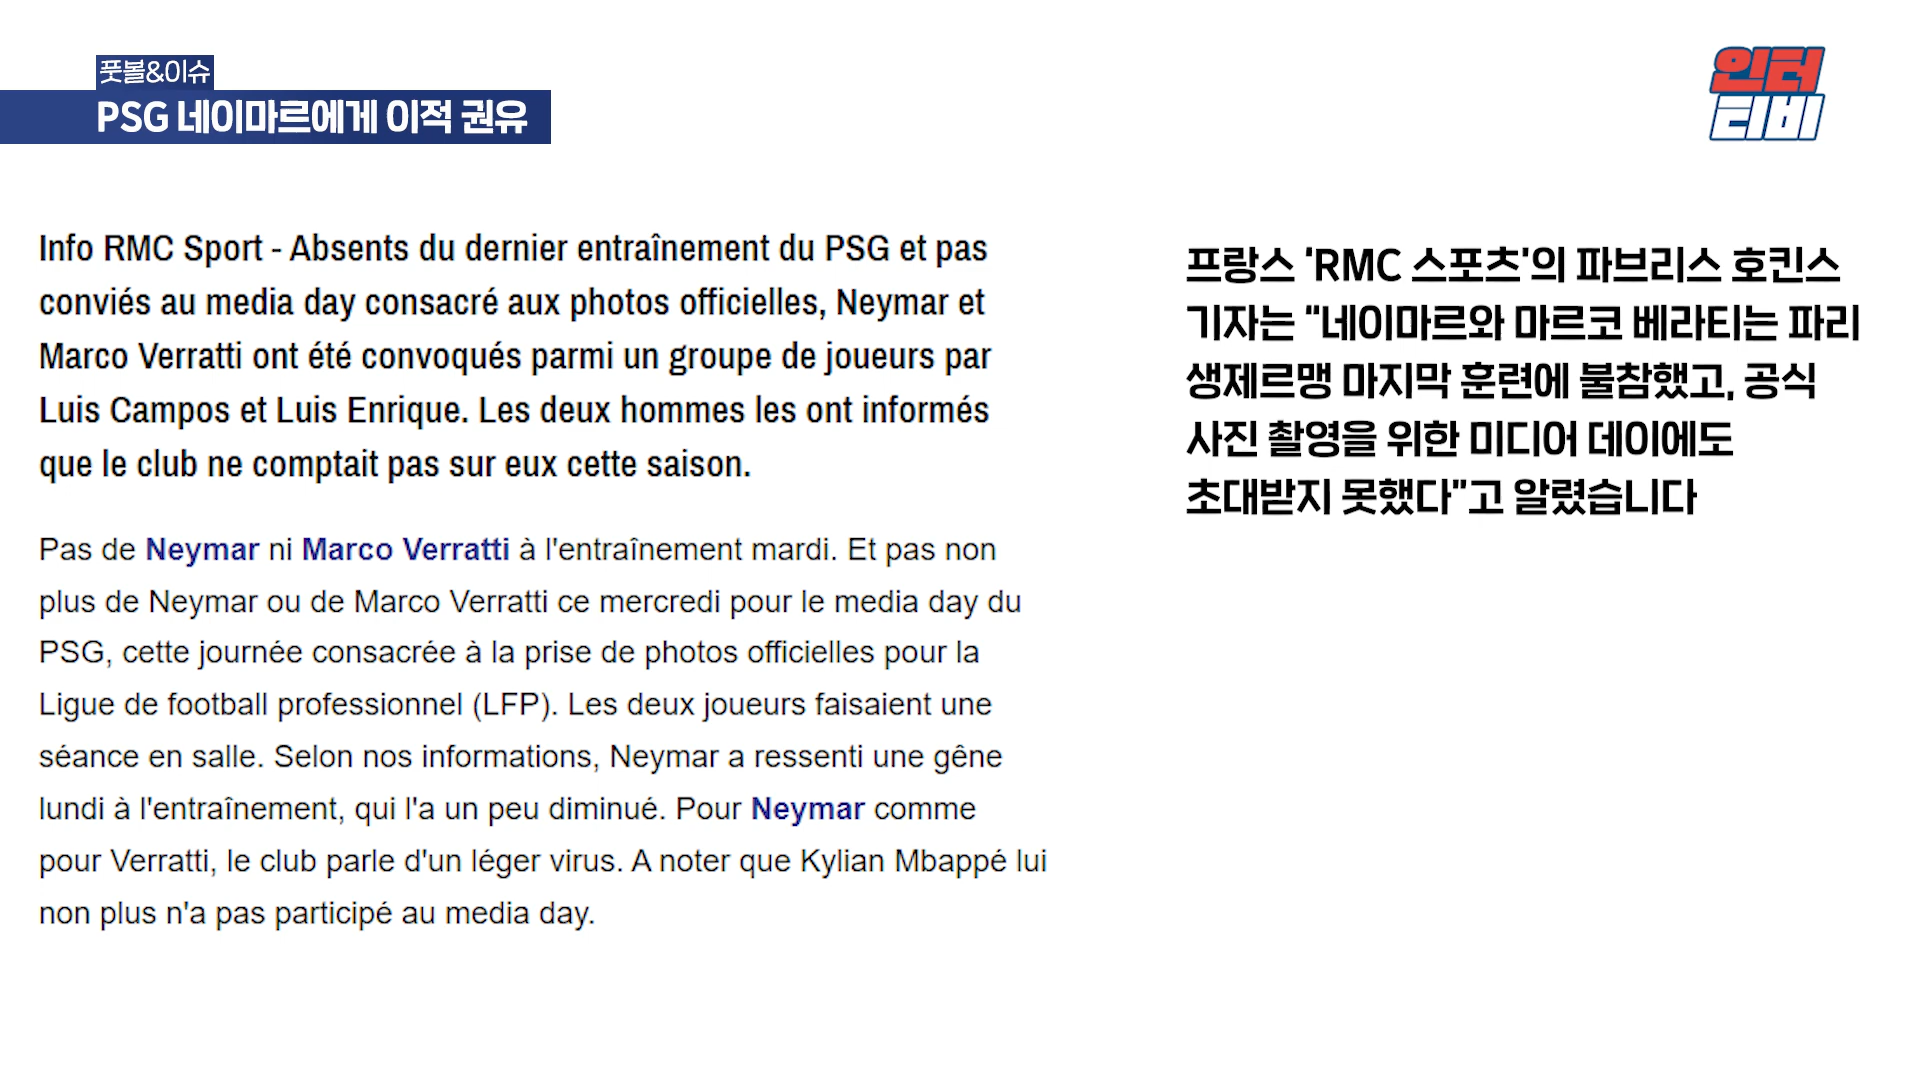 풋볼&이슈
PSG 네이마르에게 이적 권유
인터
티비
Info RMC Sport - Absents du dernier entraînement du PSG et pas
conviés au media day consacré aux photos officielles, Neymar et
Marco Verratti ont été convoqués parmi un groupe de joueurs par
Luis Campos et Luis Enrique. Les deux hommes les ont informés
que le club ne comptait pas sur eux cette saison.
Pas de Neymar ni Marco Verratti à l'entraînement mardi. Et pas non
plus de Neymar ou de Marco Verratti ce mercredi pour le media day du
PSG, cette journée consacrée à la prise de photos officielles pour la
Ligue de football professionnel (LFP). Les deux joueurs faisaient une
séance en salle. Selon nos informations, Neymar a ressenti une gêne
lundi à l'entraînement, qui l'a un peu diminué. Pour Neymar comme
pour Verratti, le club parle d'un léger virus. A noter que Kylian Mbappé lui
non plus n'a pas participé au media day.
프랑스 ‘RMC 스포츠’의 파브리스 호킨스
기자는 “네이마르와 마르코 베라티는 파리
생제르맹 마지막 훈련에 불참했고, 공식
사진 촬영을 위한 미디어 데이에도
초대받지 못했다”고 알렸습니다